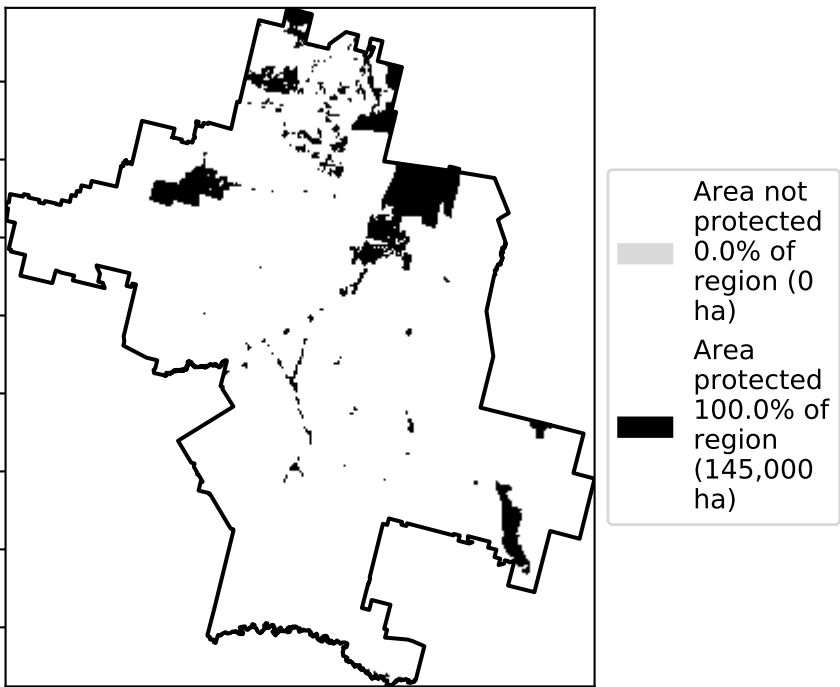 Area not
protected
0.0% of
region (0
ha)
Area
protected
100.0% of
region
(145,000
ha)